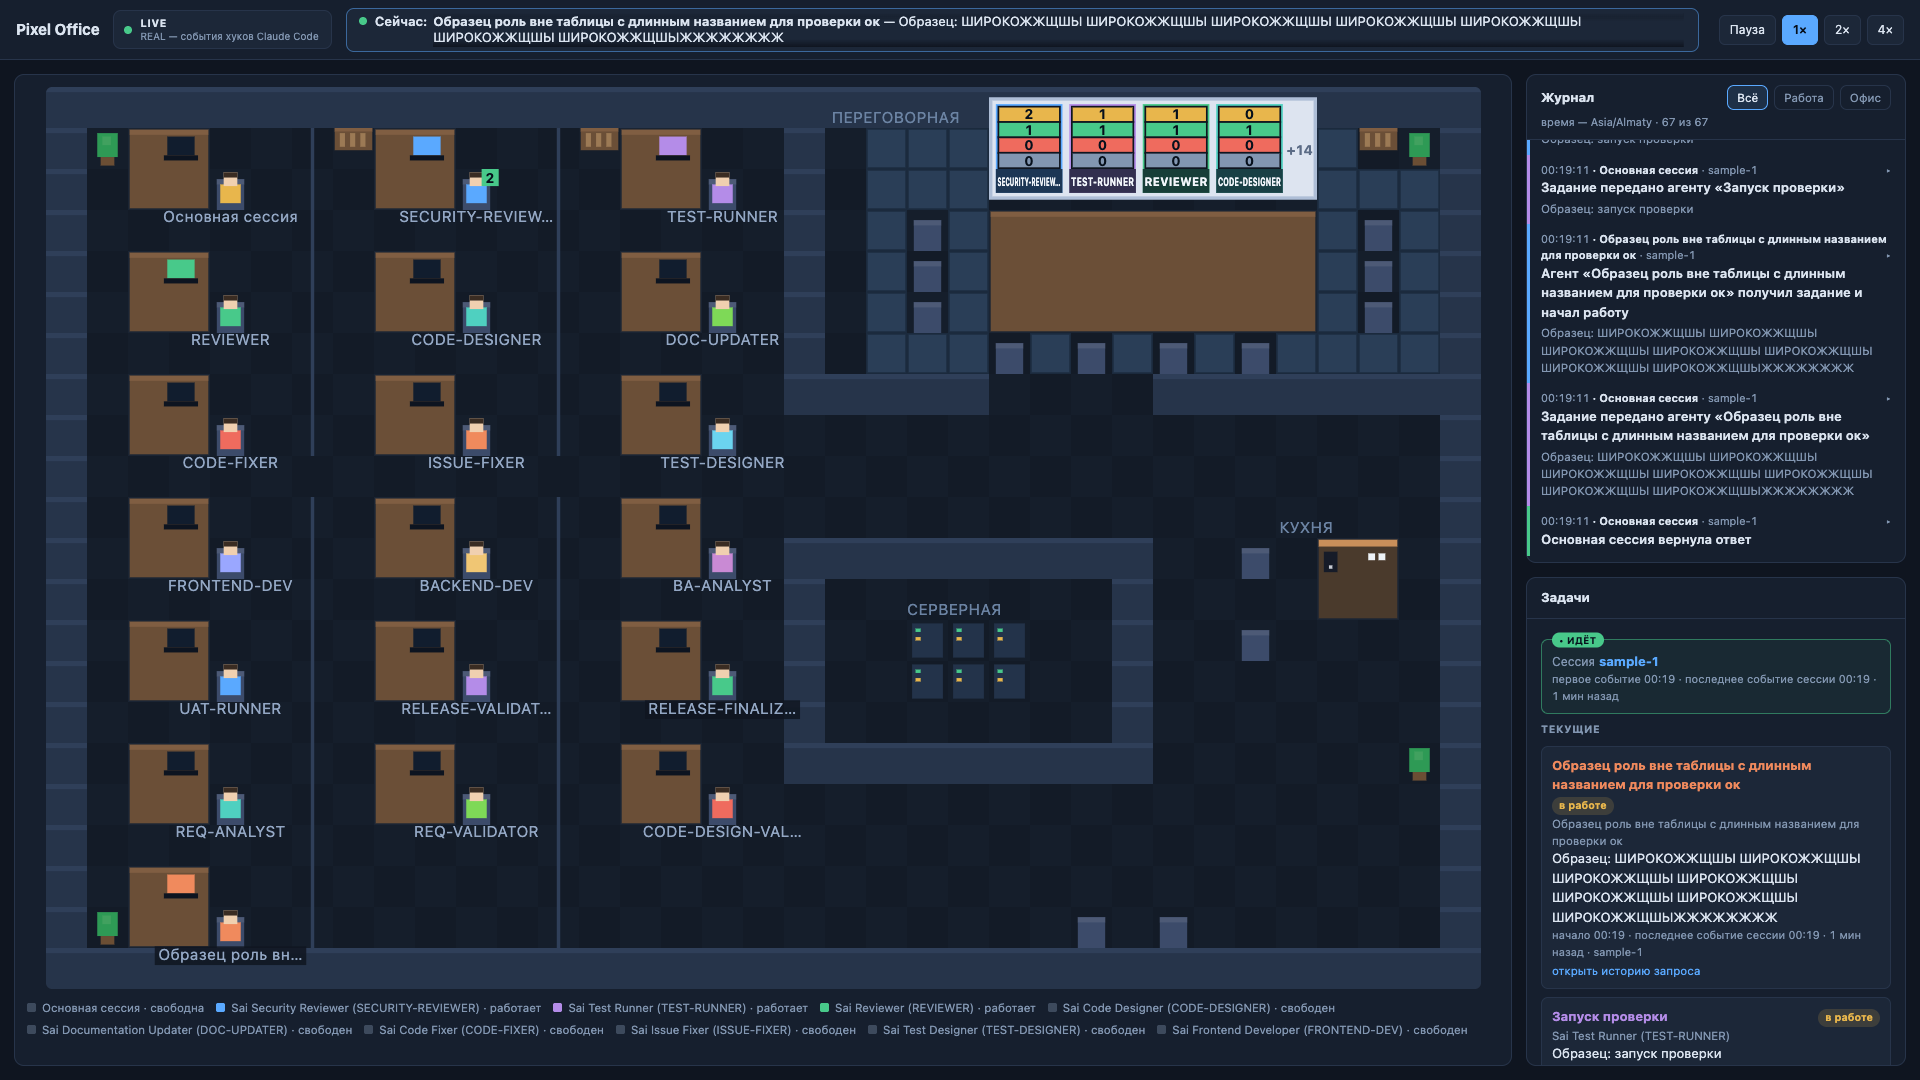 Pixel Office
LIVE
REAL — события хуков Claude Code
Сейчас: Образец роль вне таблицы с длинным названием для проверки ок — Образец: ШИРОКОЖЖЩШЫ ШИРОКОЖЖЩШЫ ШИРОКОЖЖЩШЫ ШИРОКОЖЖЩШЫ ШИРОКОЖЖЩШЫ
ШИРОКОЖЖЩШЫ ШИРОКОЖЖЩШЫЖЖЖЖЖЖЖЖ
Пауза
1×
2×
4×
ПЕРЕГОВОРНАЯ
2 1 1 0
1 1 1 1
0 0 0 0
0 0 0 0
+14
SECURITY-REVIEW… TEST-RUNNER REVIEWER CODE-DESIGNER
2
Основная сессия
SECURITY-REVIEW…
TEST-RUNNER
REVIEWER
CODE-DESIGNER
DOC-UPDATER
CODE-FIXER
ISSUE-FIXER
TEST-DESIGNER
КУХНЯ
FRONTEND-DEV
BACKEND-DEV
BA-ANALYST
СЕРВЕРНАЯ
UAT-RUNNER
RELEASE-VALIDAT…
RELEASE-FINALIZ…
REQ-ANALYST
REQ-VALIDATOR
CODE-DESIGN-VAL…
Образец роль вн…
Основная сессия · свободна
Sai Security Reviewer (SECURITY-REVIEWER) · работает
Sai Test Runner (TEST-RUNNER) · работает
Sai Reviewer (REVIEWER) · работает
Sai Code Designer (CODE-DESIGNER) · свободен
Sai Documentation Updater (DOC-UPDATER) · свободен
Sai Code Fixer (CODE-FIXER) · свободен
Sai Issue Fixer (ISSUE-FIXER) · свободен
Sai Test Designer (TEST-DESIGNER) · свободен
Sai Frontend Developer (FRONTEND-DEV) · свободен
Журнал
Всё
Работа
Офис
время — Asia/Almaty · 67 из 67
Образец: запуск проверки
00:19:11 · Основная сессия · sample-1
Задание передано агенту «Запуск проверки»
Образец: запуск проверки
00:19:11 · Образец роль вне таблицы с длинным названием
для проверки ок · sample-1
Агент «Образец роль вне таблицы с длинным
названием для проверки ок» получил задание и
начал работу
Образец: ШИРОКОЖЖЩШЫ ШИРОКОЖЖЩШЫ
ШИРОКОЖЖЩШЫ ШИРОКОЖЖЩШЫ ШИРОКОЖЖЩШЫ
ШИРОКОЖЖЩШЫ ШИРОКОЖЖЩШЫЖЖЖЖЖЖЖЖ
00:19:11 · Основная сессия · sample-1
Задание передано агенту «Образец роль вне
таблицы с длинным названием для проверки ок»
Образец: ШИРОКОЖЖЩШЫ ШИРОКОЖЖЩШЫ
ШИРОКОЖЖЩШЫ ШИРОКОЖЖЩШЫ ШИРОКОЖЖЩШЫ
ШИРОКОЖЖЩШЫ ШИРОКОЖЖЩШЫЖЖЖЖЖЖЖЖ
00:19:11 · Основная сессия · sample-1
Основная сессия вернула ответ
Задачи
• ИДЁТ
Сессия sample-1
первое событие 00:19 · последнее событие сессии 00:19 ·
1 мин назад
ТЕКУЩИЕ
Образец роль вне таблицы с длинным
названием для проверки ок
в работе
Образец роль вне таблицы с длинным названием для
проверки ок
Образец: ШИРОКОЖЖЩШЫ ШИРОКОЖЖЩШЫ
ШИРОКОЖЖЩШЫ ШИРОКОЖЖЩШЫ
ШИРОКОЖЖЩШЫ ШИРОКОЖЖЩШЫ
ШИРОКОЖЖЩШЫЖЖЖЖЖЖЖЖ
начало 00:19 · последнее событие сессии 00:19 · 1 мин
назад · sample-1
открыть историю запроса
Запуск проверки
в работе
Sai Test Runner (TEST-RUNNER)
Образец: запуск проверки